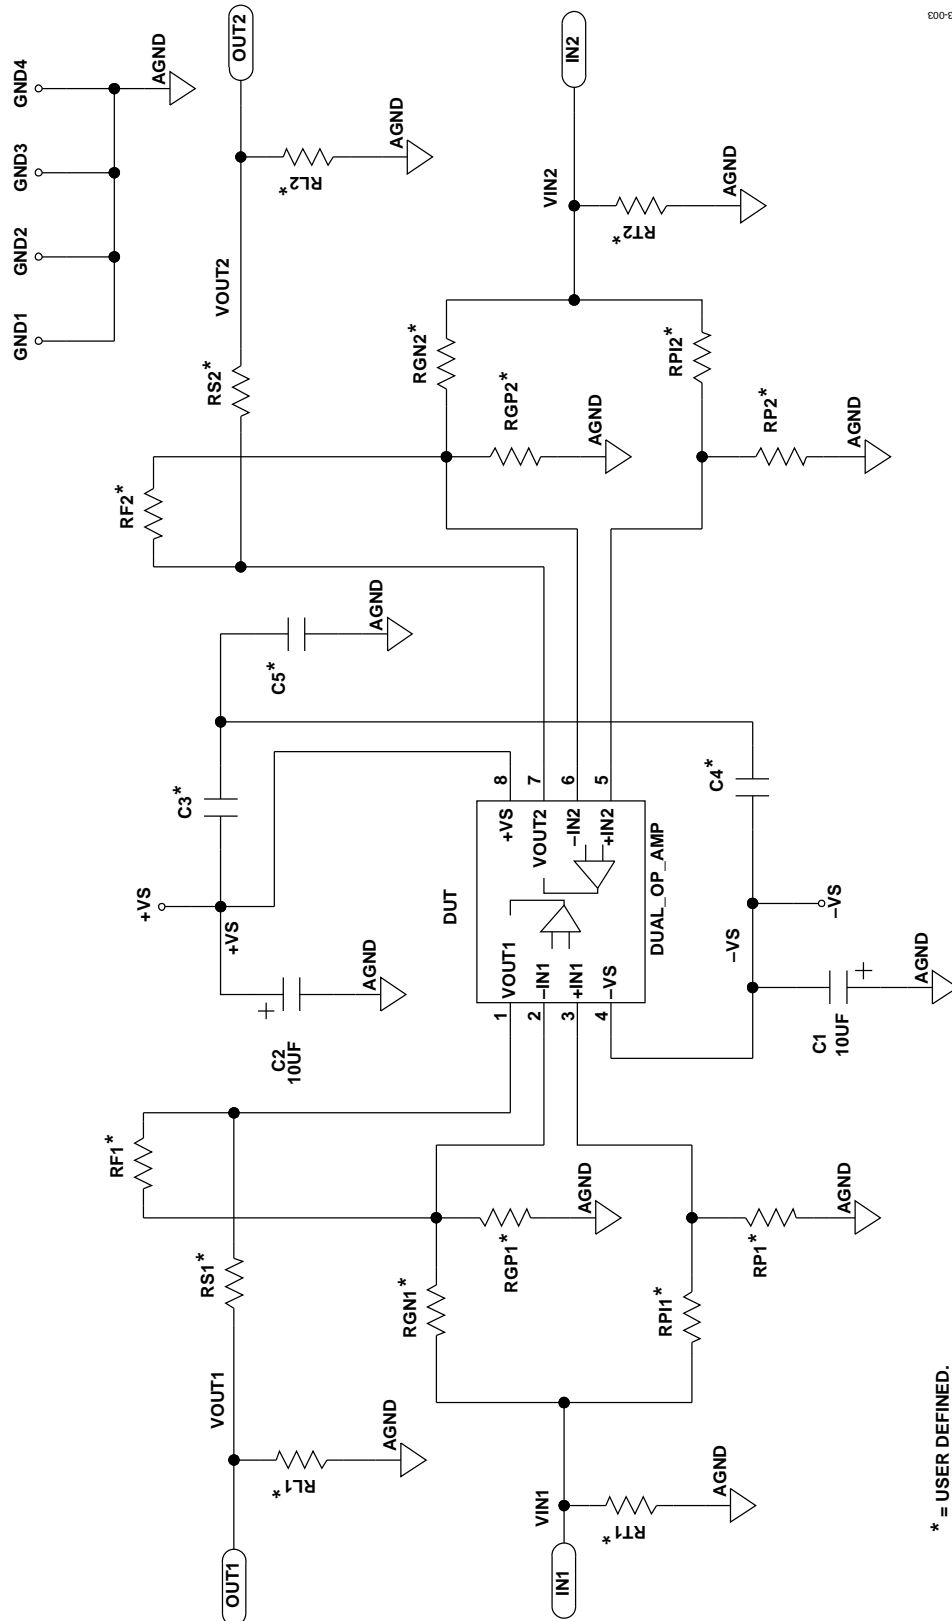 GND1
GND2
GND3
GND4
AGND
OUT1
VOUT1
RL1*
AGND
RS1*
RF1*
C2
10UF
+
AGND
+VS
+VS
C3*
C5*
AGND
RF2*
RS2*
VOUT2
OUT2
RL2*
AGND
IN1
VIN1
RT1*
AGND
RGN1*
RGP1*
AGND
RPI1*
RP1*
AGND
DUT
1
2
3
4
VOUT1
–IN1
+IN1
–VS
+VS
VOUT2
–IN2
+IN2
8
7
6
5
DUAL_OP_AMP
–VS
–VS
C1
10UF
+
AGND
C4*
RGN2*
RGP2*
AGND
RPI2*
RP2*
AGND
VIN2
IN2
RT2*
AGND
* = USER DEFINED.